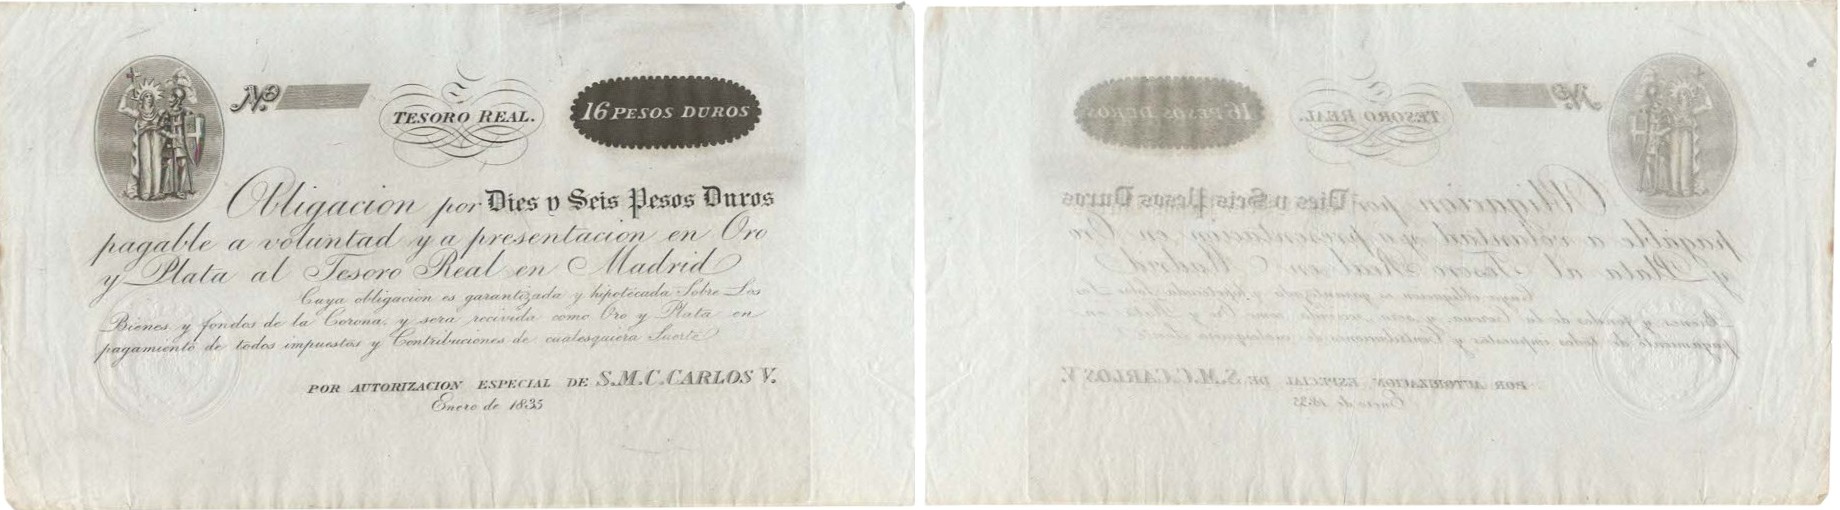 Nº.
TESORO REAL.
16 PESOS DUROS
Obligacion por Dies y Seis Pesos Duros
pagable a voluntad y a presentacion en Oro
y Plata al Tesoro Real en Madrid
Cuya obligacion es garantizada y hipotécada Sobre Los
Bienes y fondos de la Corona, y sera recivida como Oro y Plata en
pagamiento de todos impuestos y Contribuciones de cualesquiera Suerte
POR AUTORIZACION ESPECIAL DE S.M.C. CARLOS V.
Enero de 1835